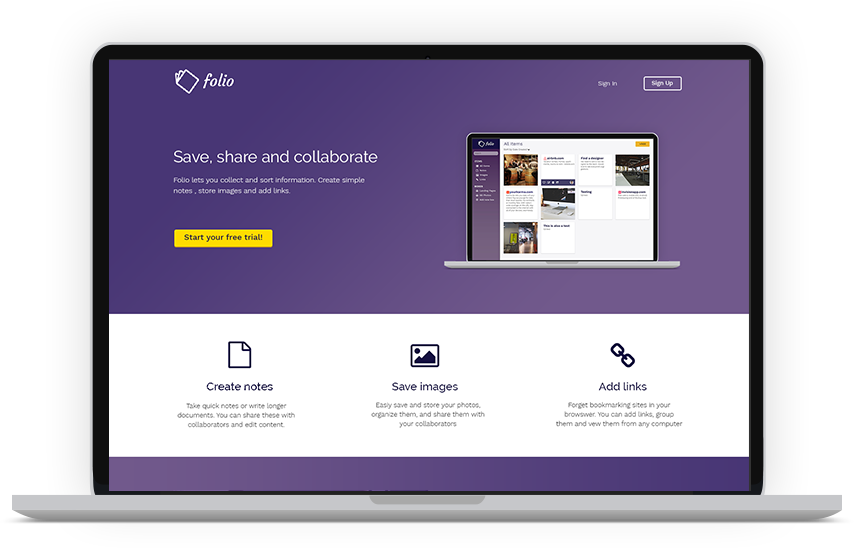 folio
Sign In
Sign Up
Save, share and collaborate
Folio lets you collect and sort information. Create simple
notes , store images and add links.
Start your free trial!
folio
All items
airbnb.com
Find a designer
Testing
This is also a test
Create notes
Save images
Add links
Take quick notes or write longer
documents. You can share these with
collaborators and edit content.
Easiy save and store your photos,
organize them, and share them with
your collaborators
Forget bookmarking sites in your
browswer. You can add links, group
them and vew them from any computer